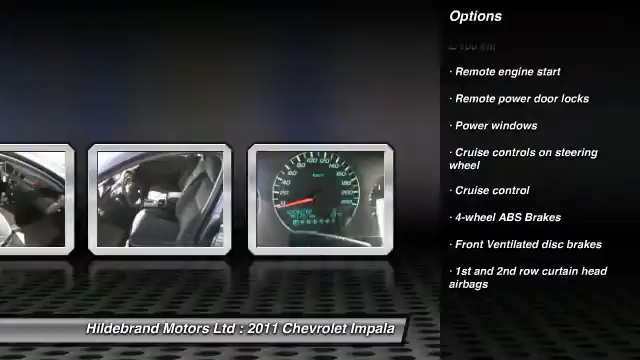 Options
· Remote engine start
· Remote power door locks
· Power windows
· Cruise controls on steering
wheel
· Cruise control
· 4-wheel ABS Brakes
· Front Ventilated disc brakes
· 1st and 2nd row curtain head
airbags
Hildebrand Motors Ltd : 2011 Chevrolet Impala